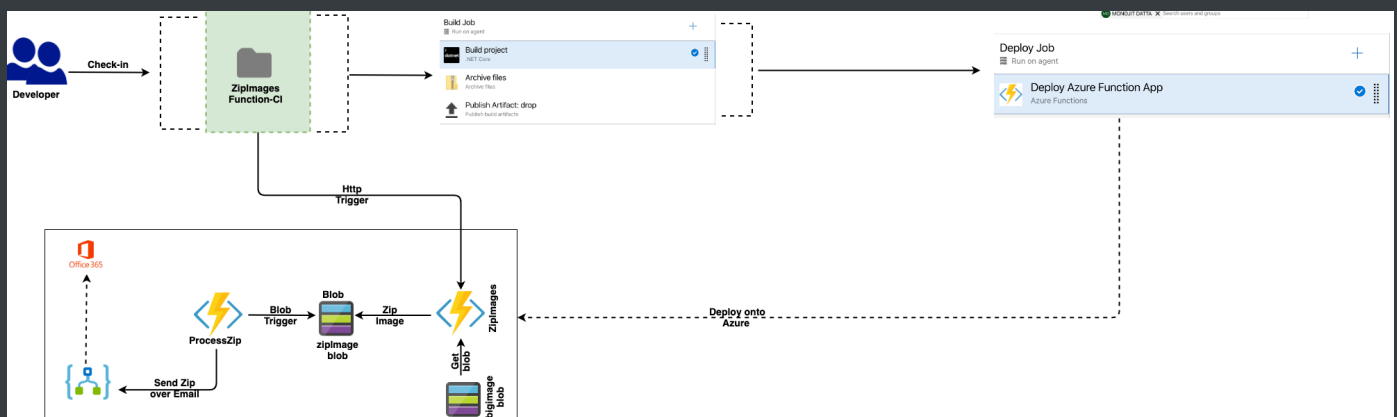 MONOJIT DATTA Search users and groups
Build Job
Run on agent
Build project
.NET Core
Archive files
Archive files
Publish Artifact: drop
Publish build artifacts
Deploy Job
Run on agent
Deploy Azure Function App
Azure Functions
Check-in
Developer
ZipImages
Function-CI
Http
Trigger
Office 365
Blob
Trigger
Blob
Zip
Image
ZipImages
ProcessZip
zipImage
blob
Deploy onto
Azure
Get
blob
Send Zip
over Email
bigimage
blob